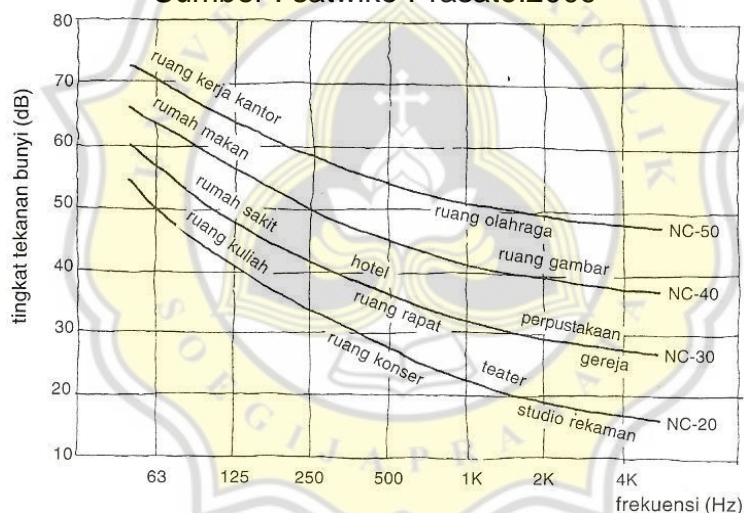 Sumber : satwiko Prasato.2000
80
70
60
50
40
30
20
10
tingkat tekanan bunyi (dB)
ruang kerja kantor
rumah makan
rumah sakit
ruang kuliah
hotel
ruang rapat
ruang konser
ruang olahraga
ruang gambar
perpustakaan
gereja
teater
studio rekaman
NC-50
NC-40
NC-30
NC-20
63 125 250 500 1K 2K 4K
frekuensi (Hz)
SOEGIJAPRA